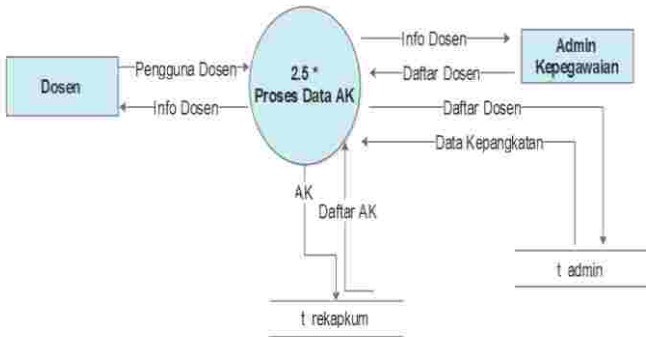 Info Dosen
Admin
Kepegawaian
Dosen
Pengguna Dosen
2.5 *
Proses Data AK
Daftar Dosen
Info Dosen
Daftar Dosen
Data Kepangkatan
AK
Daftar AK
t admin
t rekapkum